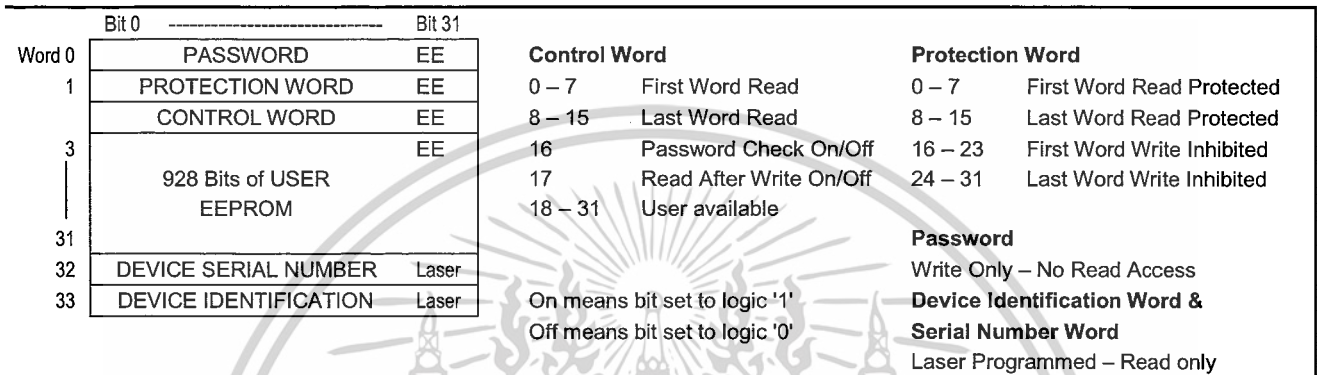 Bit 0 ------------------------------- Bit 31
Word 0 PASSWORD EE
1 PROTECTION WORD EE
CONTROL WORD EE
3 EE
928 Bits of USER
EEPROM
31
32 DEVICE SERIAL NUMBER Laser
33 DEVICE IDENTIFICATION Laser
Control Word
0 – 7 First Word Read
8 – 15 Last Word Read
16 Password Check On/Off
17 Read After Write On/Off
18 – 31 User available
On means bit set to logic '1'
Off means bit set to logic '0'
Protection Word
0 – 7 First Word Read Protected
8 – 15 Last Word Read Protected
16 – 23 First Word Write Inhibited
24 – 31 Last Word Write Inhibited
Password
Write Only – No Read Access
Device Identification Word &
Serial Number Word
Laser Programmed – Read only